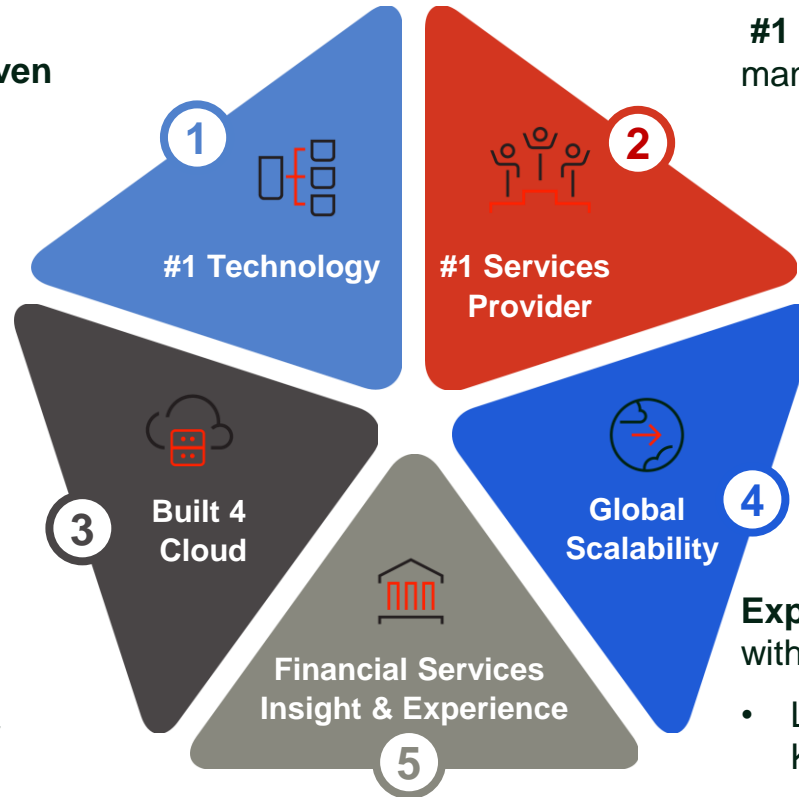 ven
#1
man
1
2
#1 Technology
#1 Services
Provider
3
Built 4
Cloud
Global
Scalability
4
Exp
with
Financial Services
Insight & Experience
• L
K
5